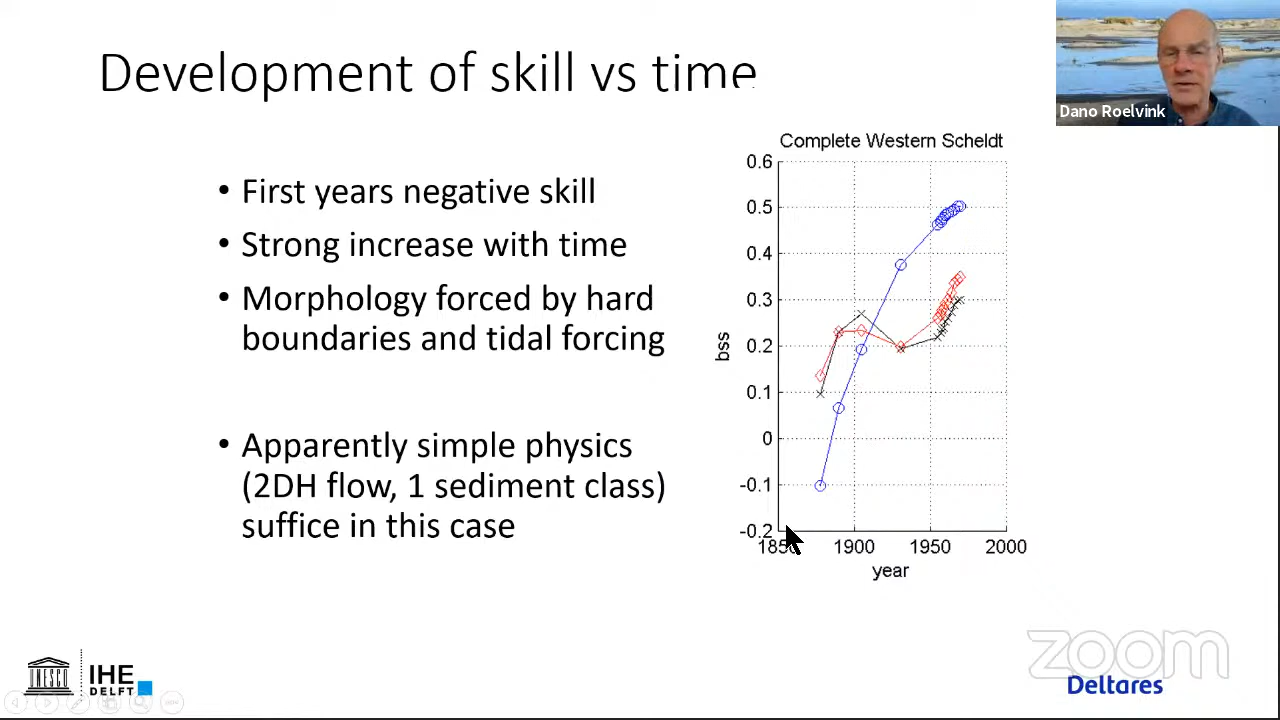 Development of skill vs time
Dano Roelvink
• First years negative skill
• Strong increase with time
• Morphology forced by hard
boundaries and tidal forcing
• Apparently simple physics
(2DH flow, 1 sediment class)
suffice in this case
Complete Western Scheldt
0.6
0.5
0.4
0.3
0.2
0.1
0
-0.1
-0.2
bss
1900
1950
2000
year
unesco
IHE
DELFT
zoom
Deltares